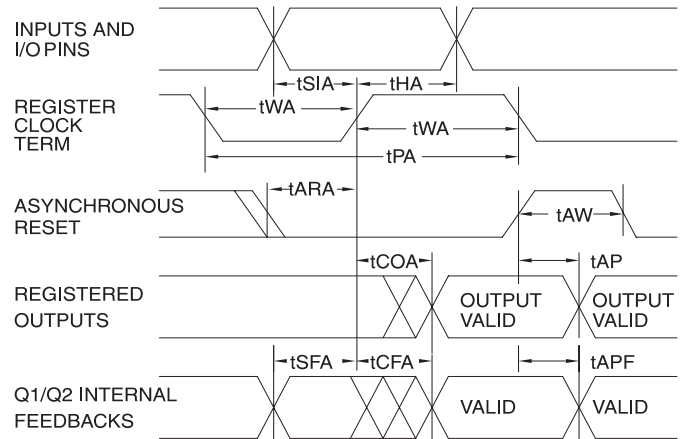 INPUTS AND
I/O PINS
tSIA
tHA
REGISTER
CLOCK
TERM
tWA
tWA
tPA
ASYNCHRONOUS
RESET
tARA
tAW
tCOA
tAP
REGISTERED
OUTPUTS
OUTPUT
VALID
OUTPUT
VALID
tSFA
tCFA
tAPF
Q1/Q2 INTERNAL
FEEDBACKS
VALID
VALID